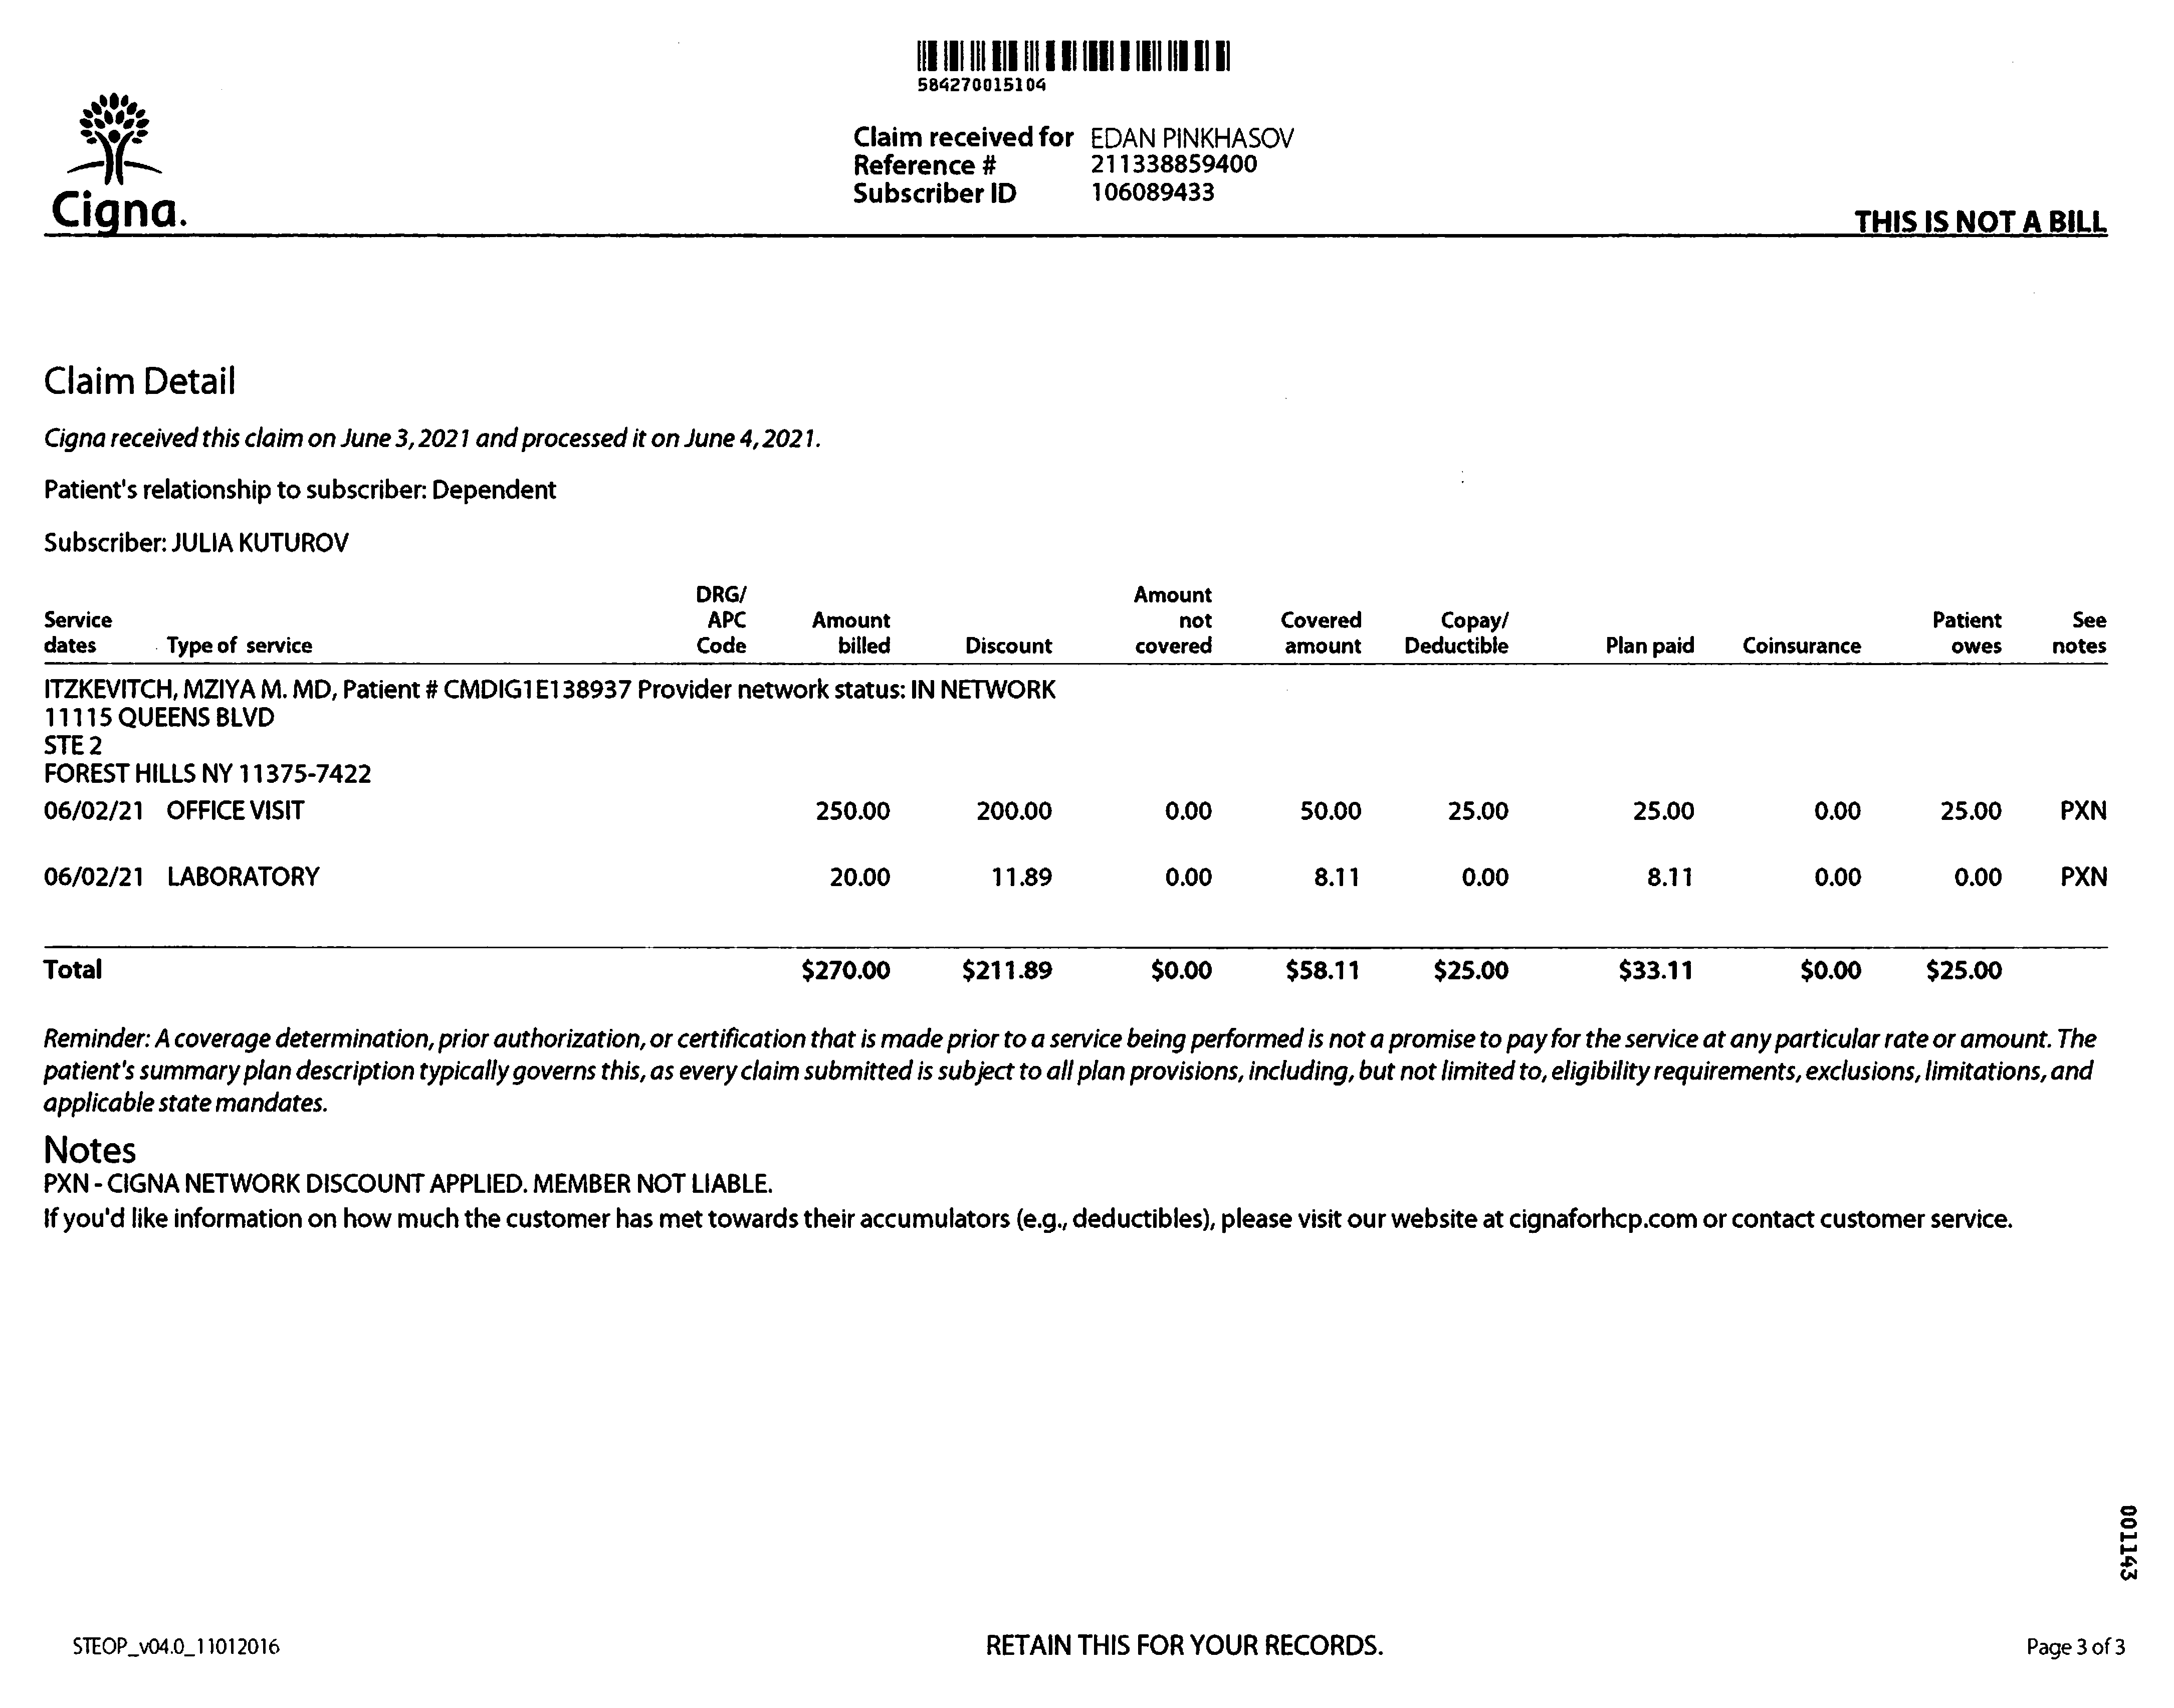 584270015104
Cigna.
Claim received for EDAN PINKHASOV
Reference # 211338859400
Subscriber ID 106089433
THIS IS NOT A BILL
Claim Detail
Cigna received this claim on June 3, 2021 and processed it on June 4, 2021.
Patient's relationship to subscriber: Dependent
Subscriber: JULIA KUTUROV
Service dates Type of service DRG/ APC Code Amount billed Discount Amount not covered Covered amount Copay/ Deductible Plan paid Coinsurance Patient owes See notes
ITZKEVITCH, MZIYA M. MD, Patient # CMDIG1E138937 Provider network status: IN NETWORK
11115 QUEENS BLVD
STE 2
FOREST HILLS NY 11375-7422
06/02/21 OFFICE VISIT 250.00 200.00 0.00 50.00 25.00 25.00 0.00 25.00 PXN
06/02/21 LABORATORY 20.00 11.89 0.00 8.11 0.00 8.11 0.00 0.00 PXN
Total $270.00 $211.89 $0.00 $58.11 $25.00 $33.11 $0.00 $25.00
Reminder: A coverage determination, prior authorization, or certification that is made prior to a service being performed is not a promise to pay for the service at any particular rate or amount. The
patient's summary plan description typically governs this, as every claim submitted is subject to all plan provisions, including, but not limited to, eligibility requirements, exclusions, limitations, and
applicable state mandates.
Notes
PXN - CIGNA NETWORK DISCOUNT APPLIED. MEMBER NOT LIABLE.
If you'd like information on how much the customer has met towards their accumulators (e.g., deductibles), please visit our website at cignaforhcp.com or contact customer service.
001143
STEOP_v04.0_11012016
RETAIN THIS FOR YOUR RECORDS.
Page 3 of 3